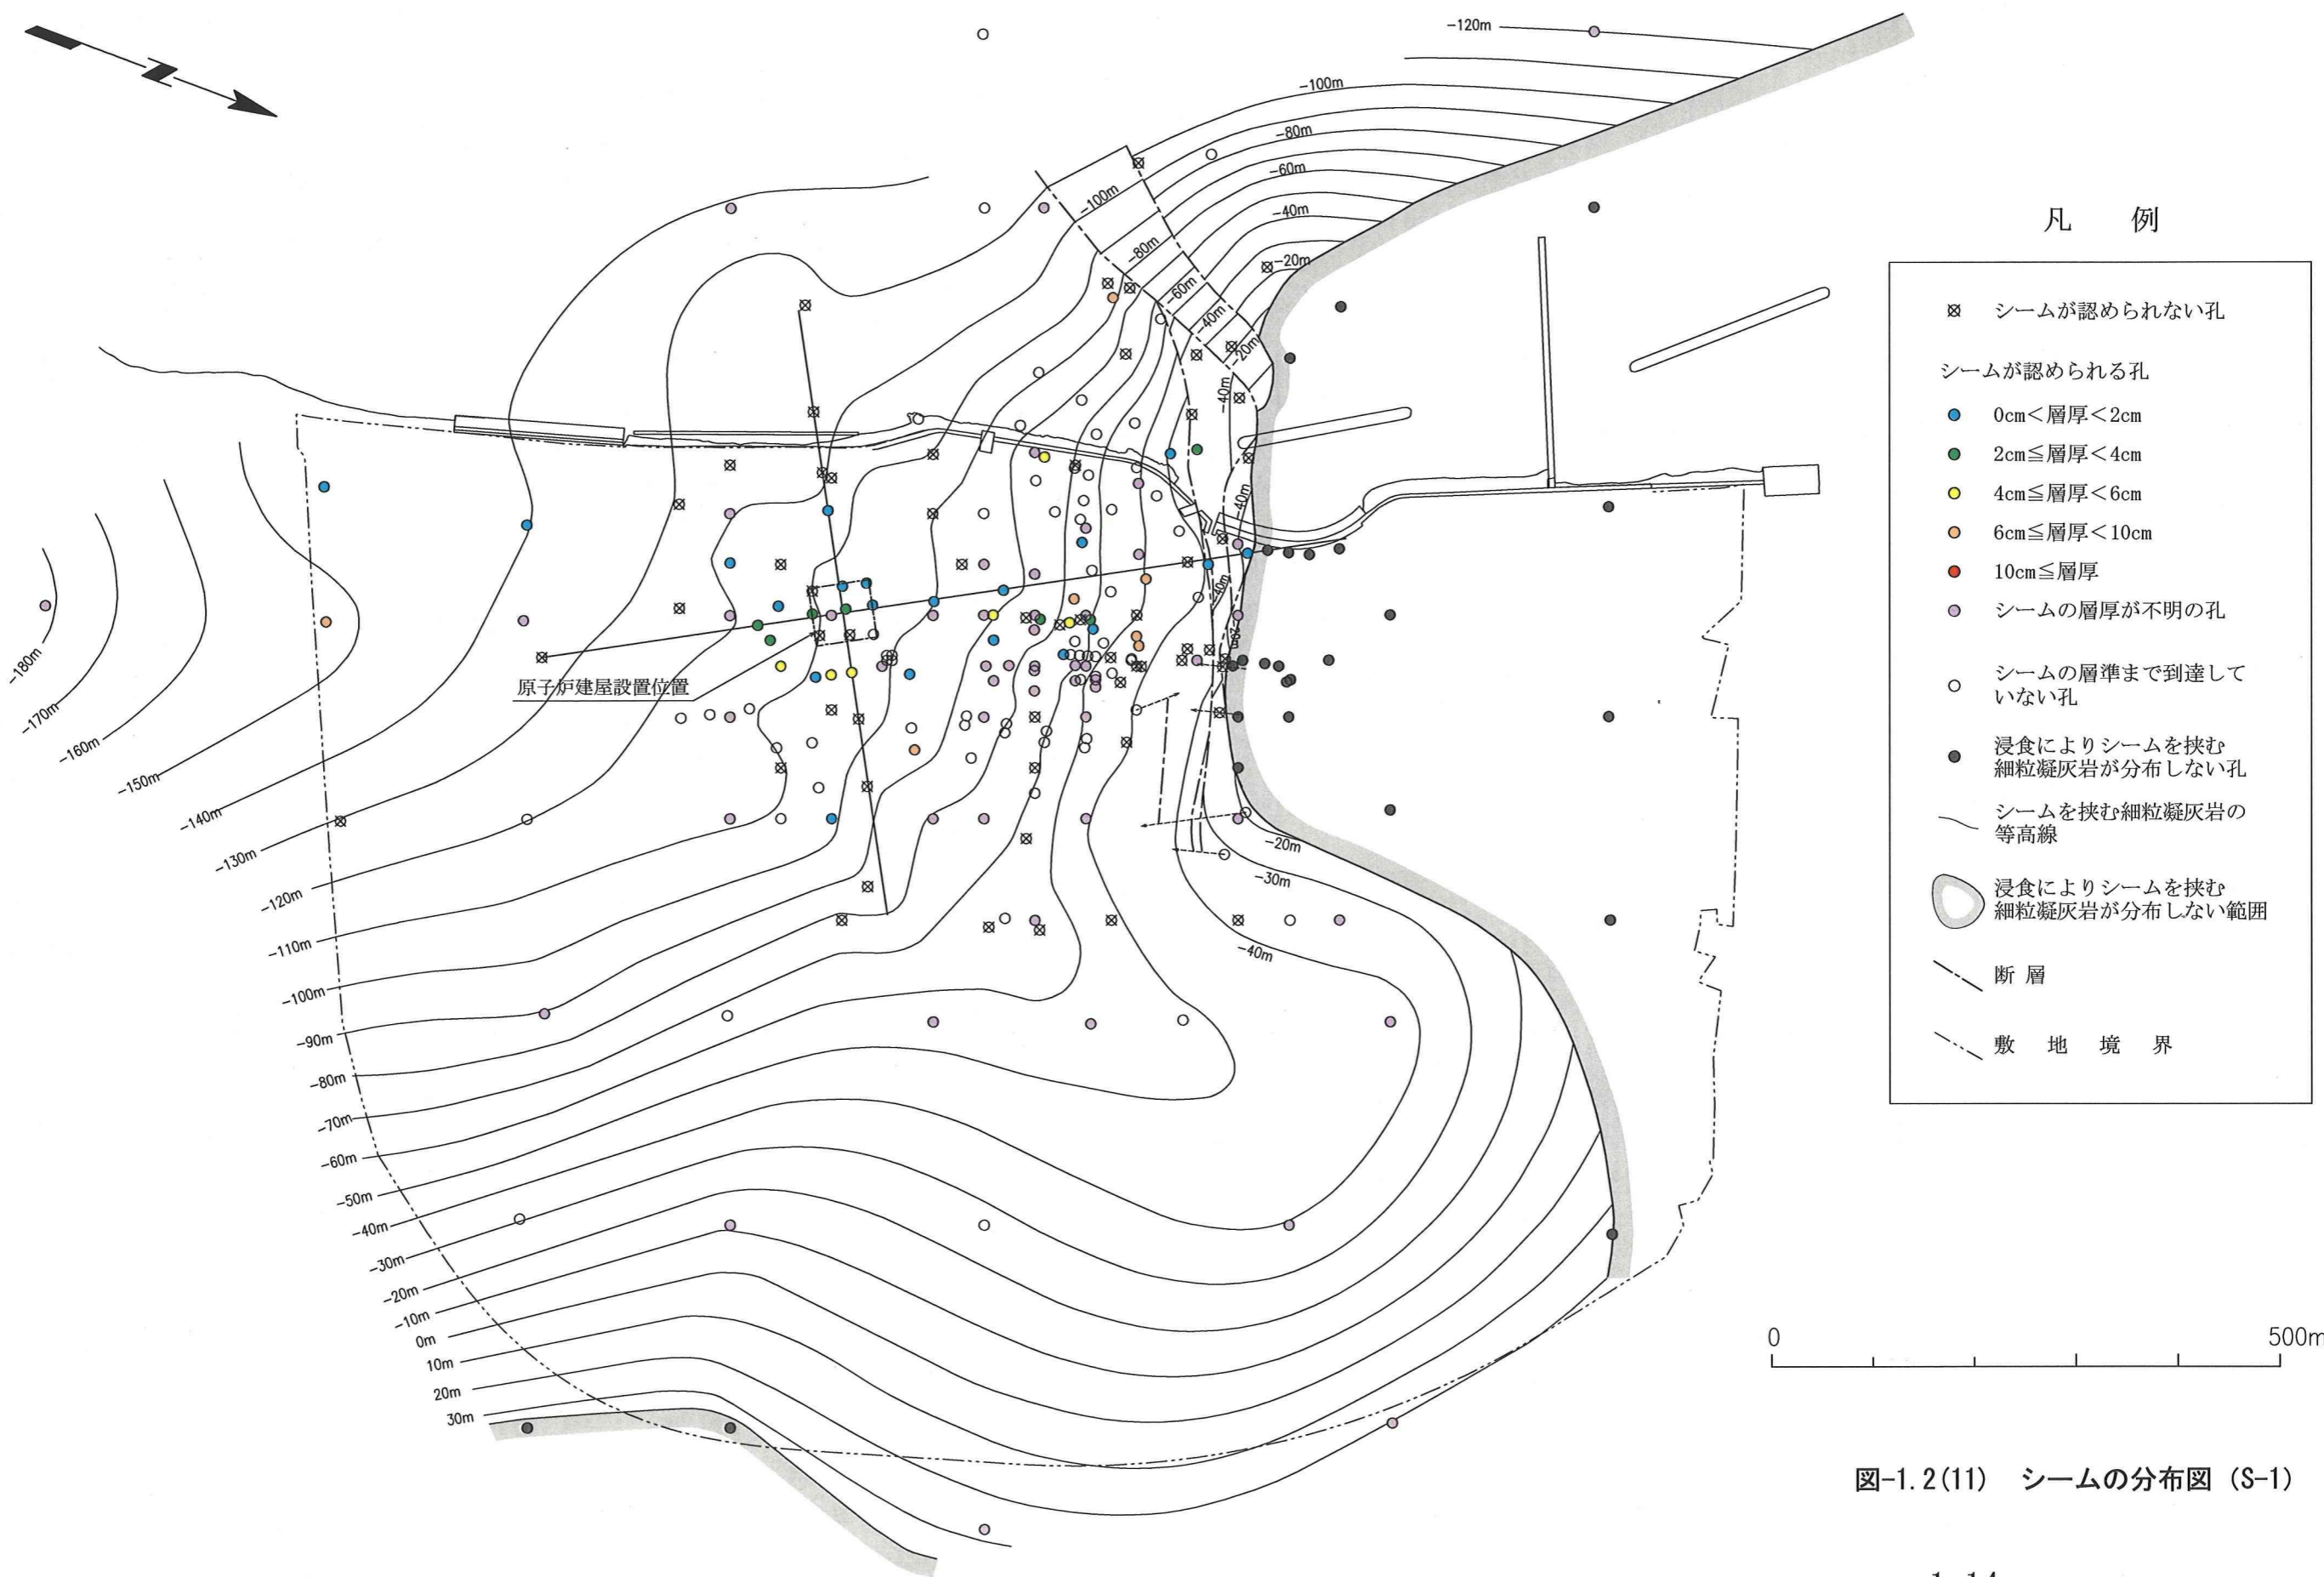 -120m
-100m
-80m
-60m
-40m
-20m
-100m
-80m
-60m
-40m
-20m
-40m
-40m
-40m
-20m
-30m
-40m
原子炉建屋設置位置
-180m
-170m
-160m
-150m
-140m
-130m
-120m
-110m
-100m
-90m
-80m
-70m
-60m
-50m
-40m
-30m
-20m
-10m
0m
10m
20m
30m
凡 例
シームが認められない孔
シームが認められる孔
0cm<層厚<2cm
2cm≦層厚<4cm
4cm≦層厚<6cm
6cm≦層厚<10cm
10cm≦層厚
シームの層厚が不明の孔
シームの層準まで到達して
いない孔
浸食によりシームを挟む
細粒凝灰岩が分布しない孔
シームを挟む細粒凝灰岩の
等高線
浸食によりシームを挟む
細粒凝灰岩が分布しない範囲
断 層
敷 地 境 界
0 500m
図-1.2(11) シームの分布図 (S-1)